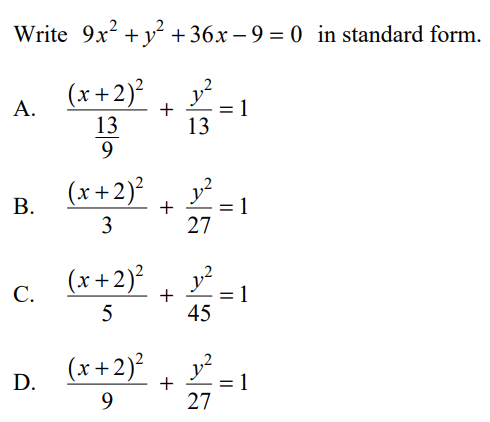 Write 9x² + y² + 36x − 9 = 0 in standard form.
A. (x + 2)² / (13/9) + y²/13 = 1
B. (x + 2)²/3 + y²/27 = 1
C. (x + 2)²/5 + y²/45 = 1
D. (x + 2)²/9 + y²/27 = 1